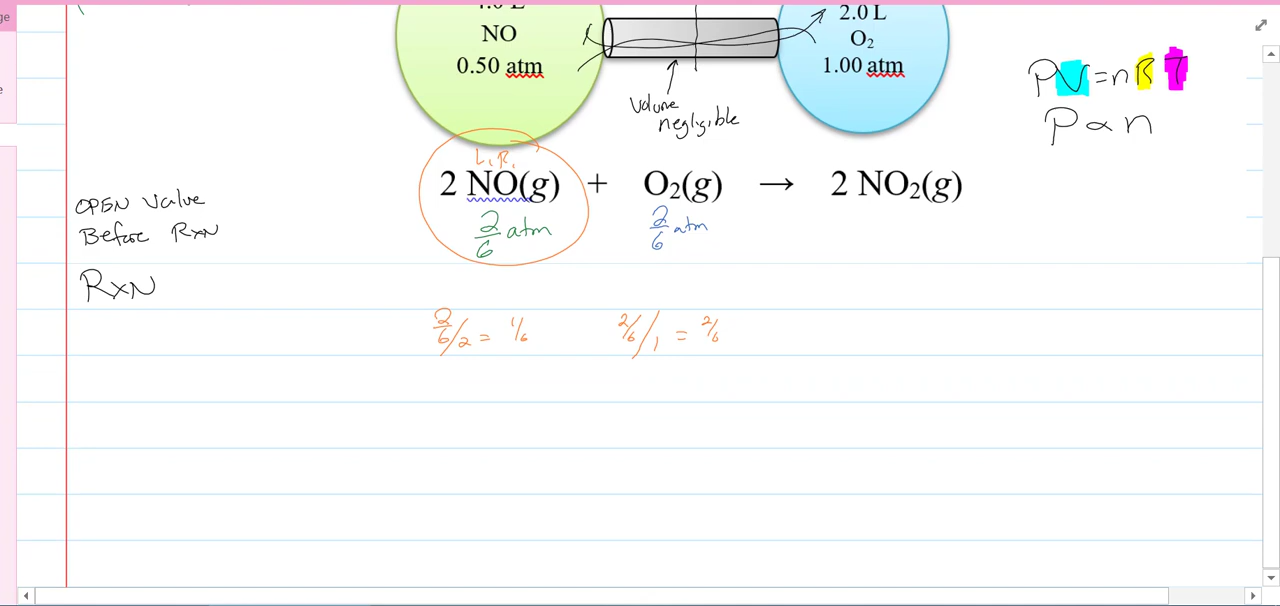 NO
0.50 atm
2.0 L
O₂
1.00 atm
Volume
negligible
PV=nRT
P∝n
L.R.
2 NO(g) + O₂(g) → 2 NO₂(g)
OPEN Valve
Before RXN
2/6 atm
2/6 atm
RXN
2/6/2 = 1/6
2/6/1 = 2/6